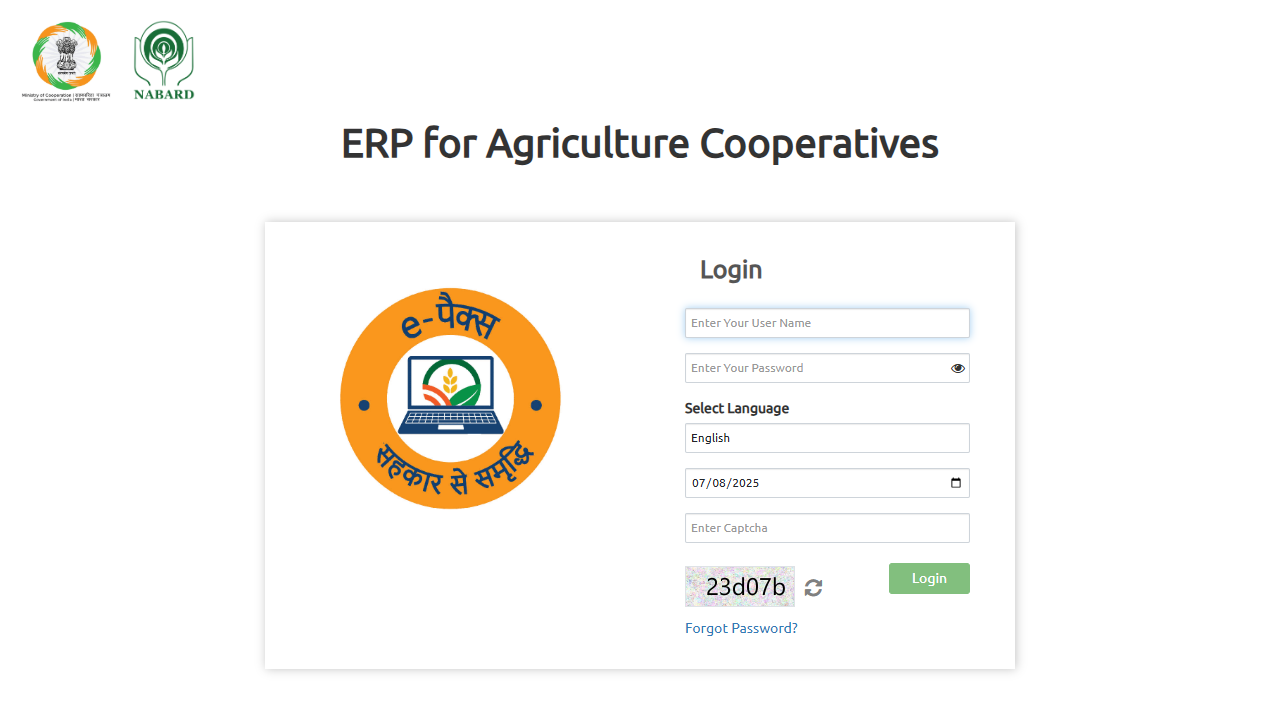 Ministry of Cooperation | सहकारिता मंत्रालय
Government of India | भारत सरकार
NABARD
ERP for Agriculture Cooperatives
Login
e-पैक्स
सहकार से समृद्धि
Enter Your User Name
Enter Your Password
Select Language
English
07/08/2025
Enter Captcha
23d07b
Login
Forgot Password?